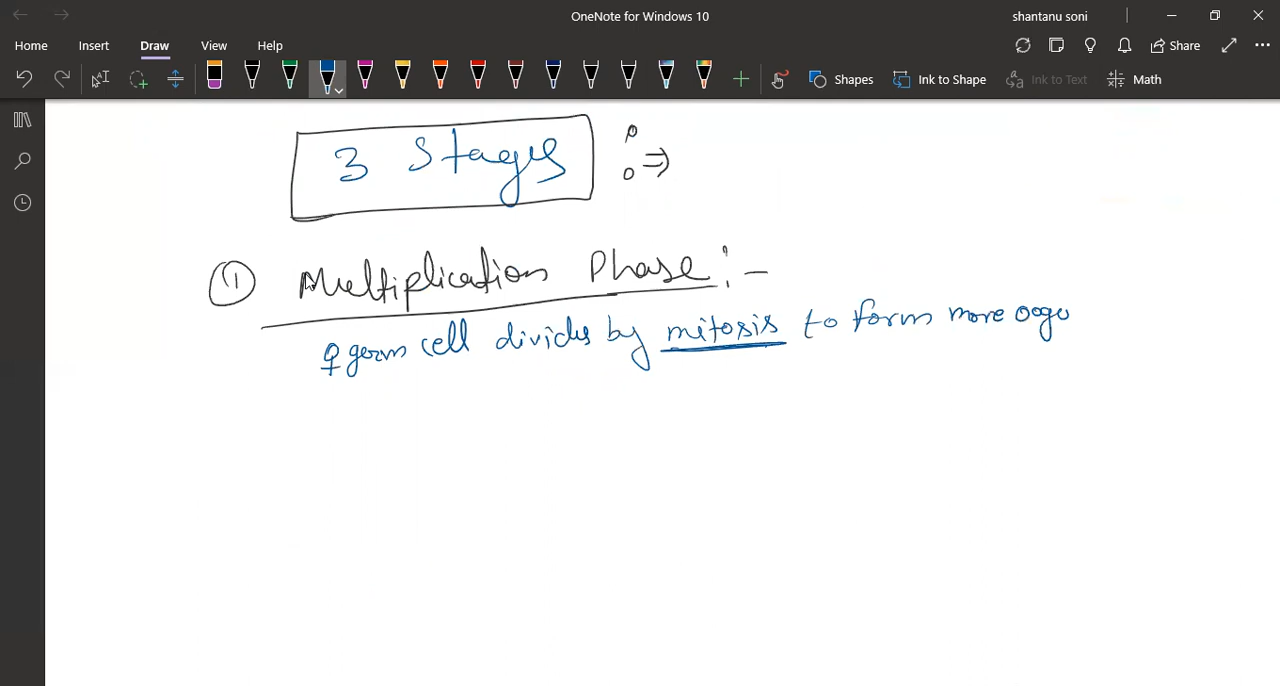 OneNote for Windows 10
shantanu soni
Home Insert Draw View Help
Share
Shapes Ink to Shape Ink to Text Math
3 Stages :⇒
① Multiplication Phase :-
♀ germ cell divides by mitosis to form more oogo